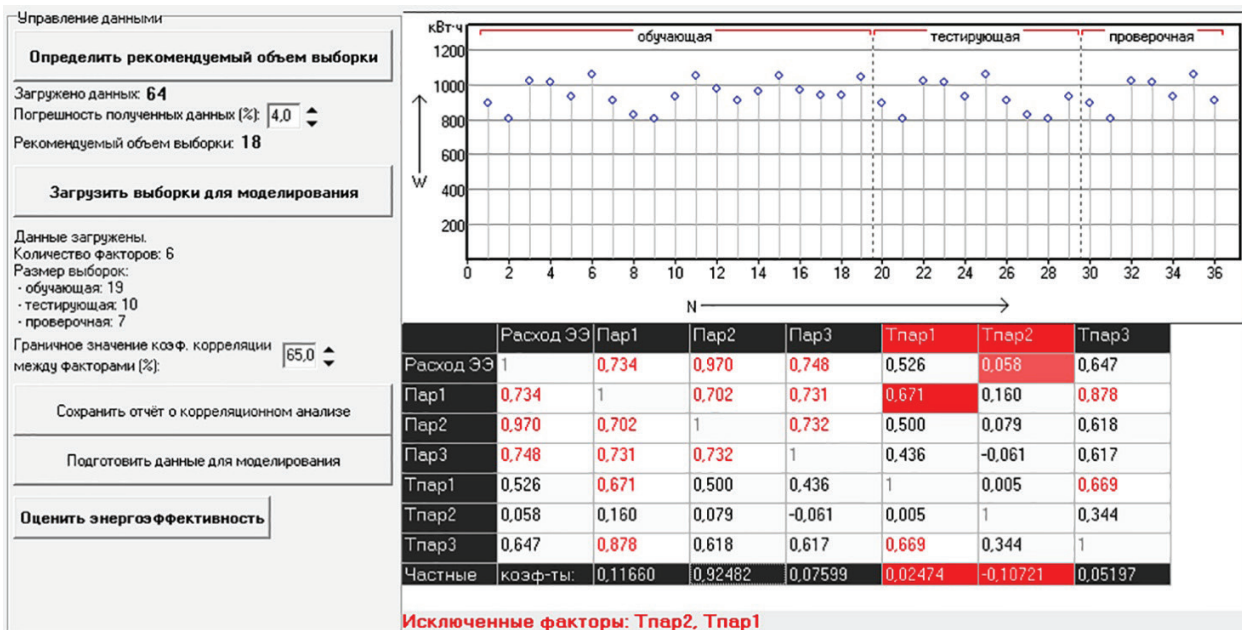 Управление данными
Определить рекомендуемый объем выборки
Загружено данных: 64
Погрешность полученных данных (%): 4,0
Рекомендуемый объем выборки: 18
Загрузить выборки для моделирования
Данные загружены.
Количество факторов: 6
Размер выборок:
- обучающая: 19
- тестирующая: 10
- проверочная: 7
Граничное значение коэф. корреляции
между факторами (%): 65,0
Сохранить отчёт о корреляционном анализе
Подготовить данные для моделирования
Оценить энергоэффективность
кВт·ч
обучающая тестирующая проверочная
1200
1000
800
600
W
400
200
0 2 4 6 8 10 12 14 16 18 20 22 24 26 28 30 32 34 36
N
Расход ЭЭ Пар1 Пар2 Пар3 Тпар1 Тпар2 Тпар3
Расход ЭЭ 1 0,734 0,970 0,748 0,526 0,058 0,647
Пар1 0,734 1 0,702 0,731 0,671 0,160 0,878
Пар2 0,970 0,702 1 0,732 0,500 0,079 0,618
Пар3 0,748 0,731 0,732 1 0,436 -0,061 0,617
Тпар1 0,526 0,671 0,500 0,436 1 0,005 0,669
Тпар2 0,058 0,160 0,079 -0,061 0,005 1 0,344
Тпар3 0,647 0,878 0,618 0,617 0,669 0,344 1
Частные коэф-ты: 0,11660 0,92482 0,07599 0,02474 -0,10721 0,05197
Исключенные факторы: Тпар2, Тпар1